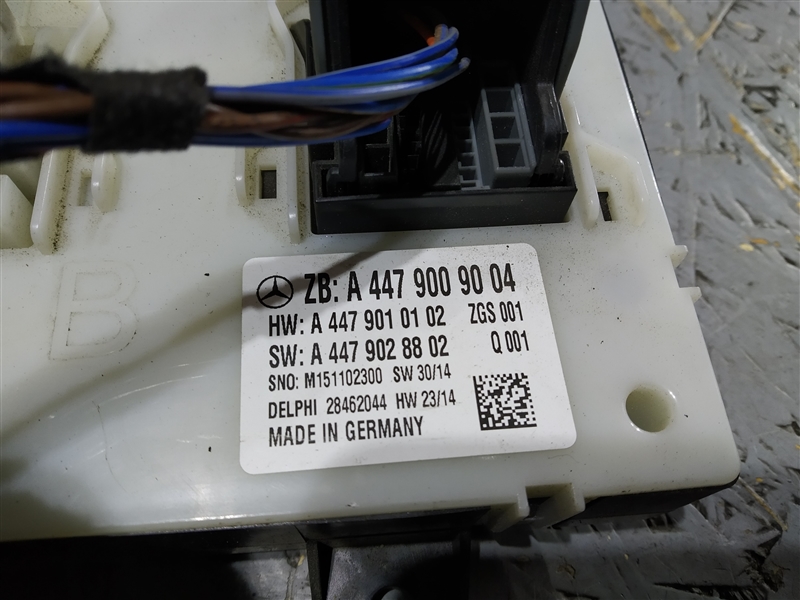 B
ZB: A 447 900 90 04
HW: A 447 901 01 02 ZGS 001
SW: A 447 902 88 02 Q 001
SNO: M151102300 SW 30/14
DELPHI 28462044 HW 23/14
MADE IN GERMANY